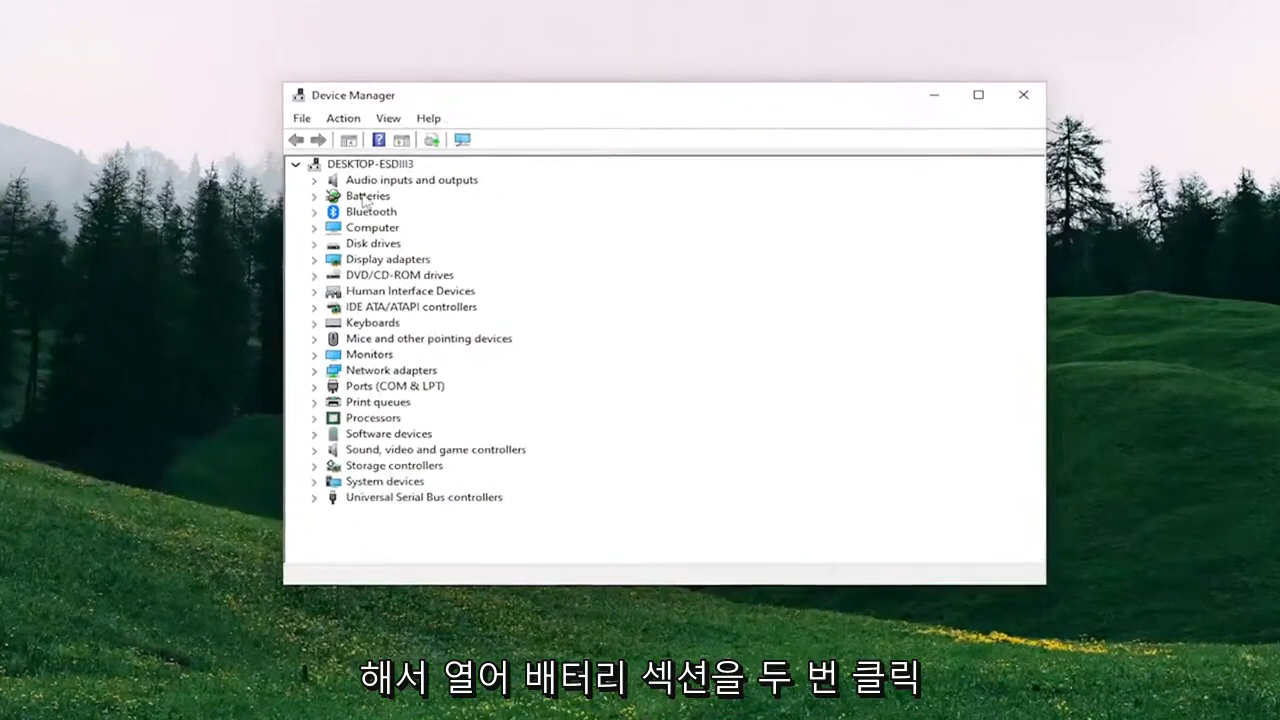 Device Manager
File Action View Help
DESKTOP-ESDIII3
Audio inputs and outputs
Batteries
Bluetooth
Computer
Disk drives
Display adapters
DVD/CD-ROM drives
Human Interface Devices
IDE ATA/ATAPI controllers
Keyboards
Mice and other pointing devices
Monitors
Network adapters
Ports (COM & LPT)
Print queues
Processors
Software devices
Sound, video and game controllers
Storage controllers
System devices
Universal Serial Bus controllers
해서 열어 배터리 섹션을 두 번 클릭